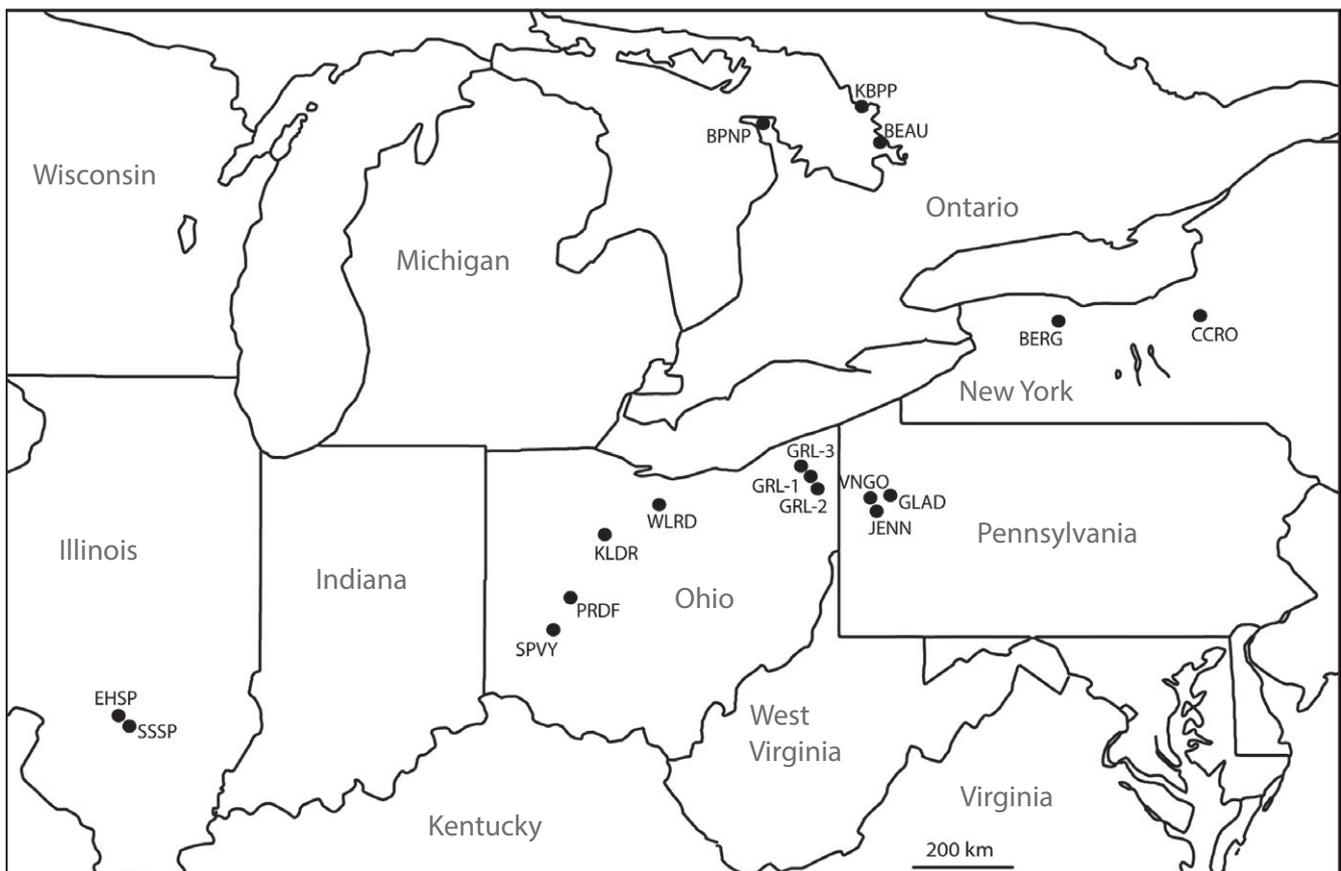 KBPP
BPNP
BEAU
Wisconsin
Ontario
Michigan
BERG
CCRO
New York
GRL-3
GRL-1
VNGO
GLAD
GRL-2
WLRD
JENN
Pennsylvania
KLDR
Illinois
Indiana
Ohio
PRDF
SPVY
EHSP
SSSP
West
Virginia
Virginia
Kentucky
200 km